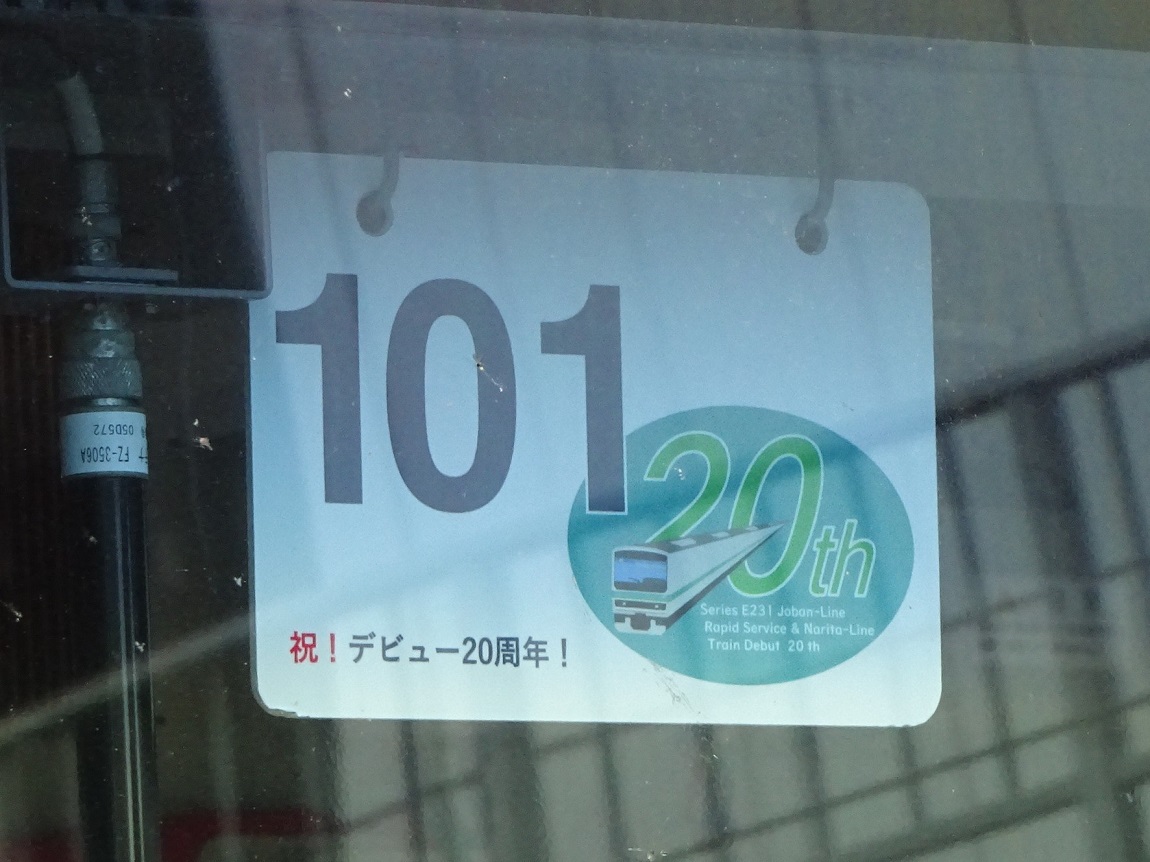 101
20th
Series E231 Joban-Line
Rapid Service & Narita-Line
Train Debut 20 th
祝！デビュー20周年！
FZ-3506A
05D572